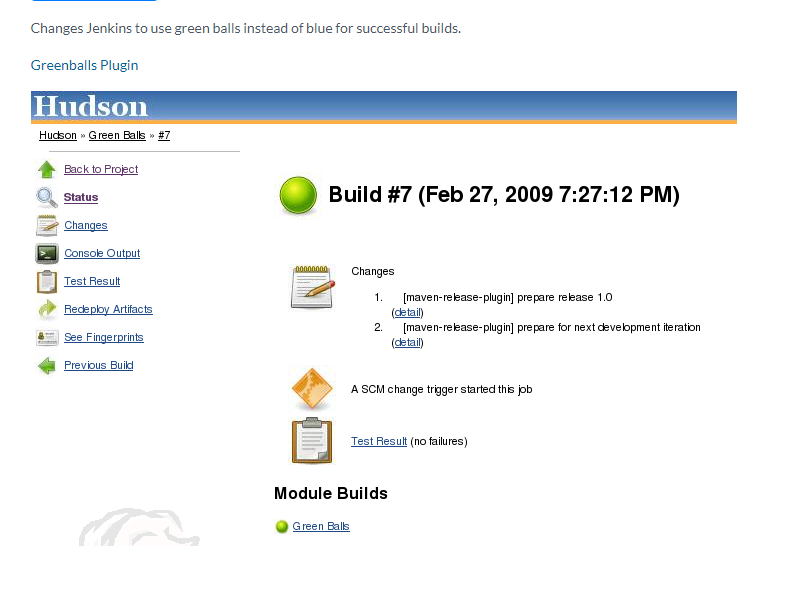 Changes Jenkins to use green balls instead of blue for successful builds.
Greenballs Plugin
Hudson
Hudson » Green Balls » #7
Back to Project
Status
Changes
Console Output
Test Result
Redeploy Artifacts
See Fingerprints
Previous Build
Build #7 (Feb 27, 2009 7:27:12 PM)
Changes
1. [maven-release-plugin] prepare release 1.0
(detail)
2. [maven-release-plugin] prepare for next development iteration
(detail)
A SCM change trigger started this job
Test Result (no failures)
Module Builds
Green Balls